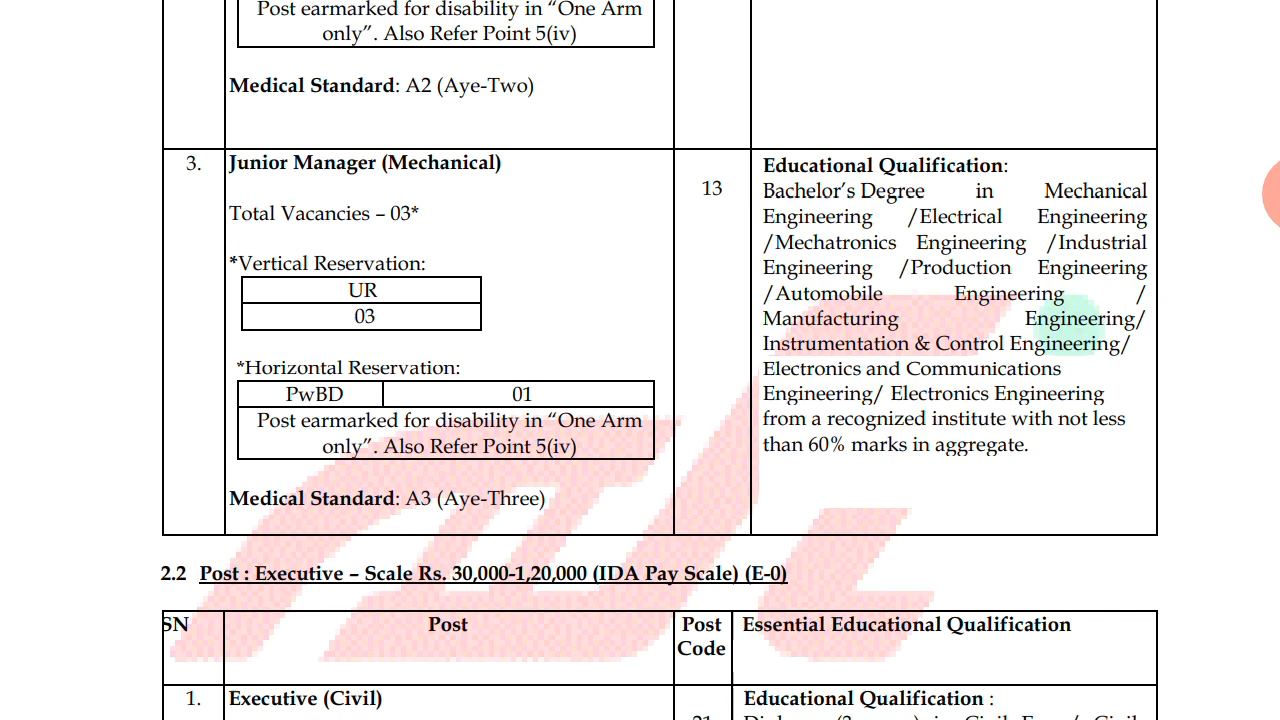 Post earmarked for disability in “One Arm
only”. Also Refer Point 5(iv)
Medical Standard: A2 (Aye-Two)
3.
Junior Manager (Mechanical)
Total Vacancies – 03*
*Vertical Reservation:
UR
03
*Horizontal Reservation:
PwBD 01
Post earmarked for disability in “One Arm
only”. Also Refer Point 5(iv)
Medical Standard: A3 (Aye-Three)
13
Educational Qualification:
Bachelor’s Degree in Mechanical
Engineering /Electrical Engineering
/Mechatronics Engineering /Industrial
Engineering /Production Engineering
/Automobile Engineering /
Manufacturing Engineering/
Instrumentation & Control Engineering/
Electronics and Communications
Engineering/ Electronics Engineering
from a recognized institute with not less
than 60% marks in aggregate.
2.2 Post : Executive – Scale Rs. 30,000-1,20,000 (IDA Pay Scale) (E-0)
SN
Post
Post
Code
Essential Educational Qualification
1.
Executive (Civil)
Educational Qualification :